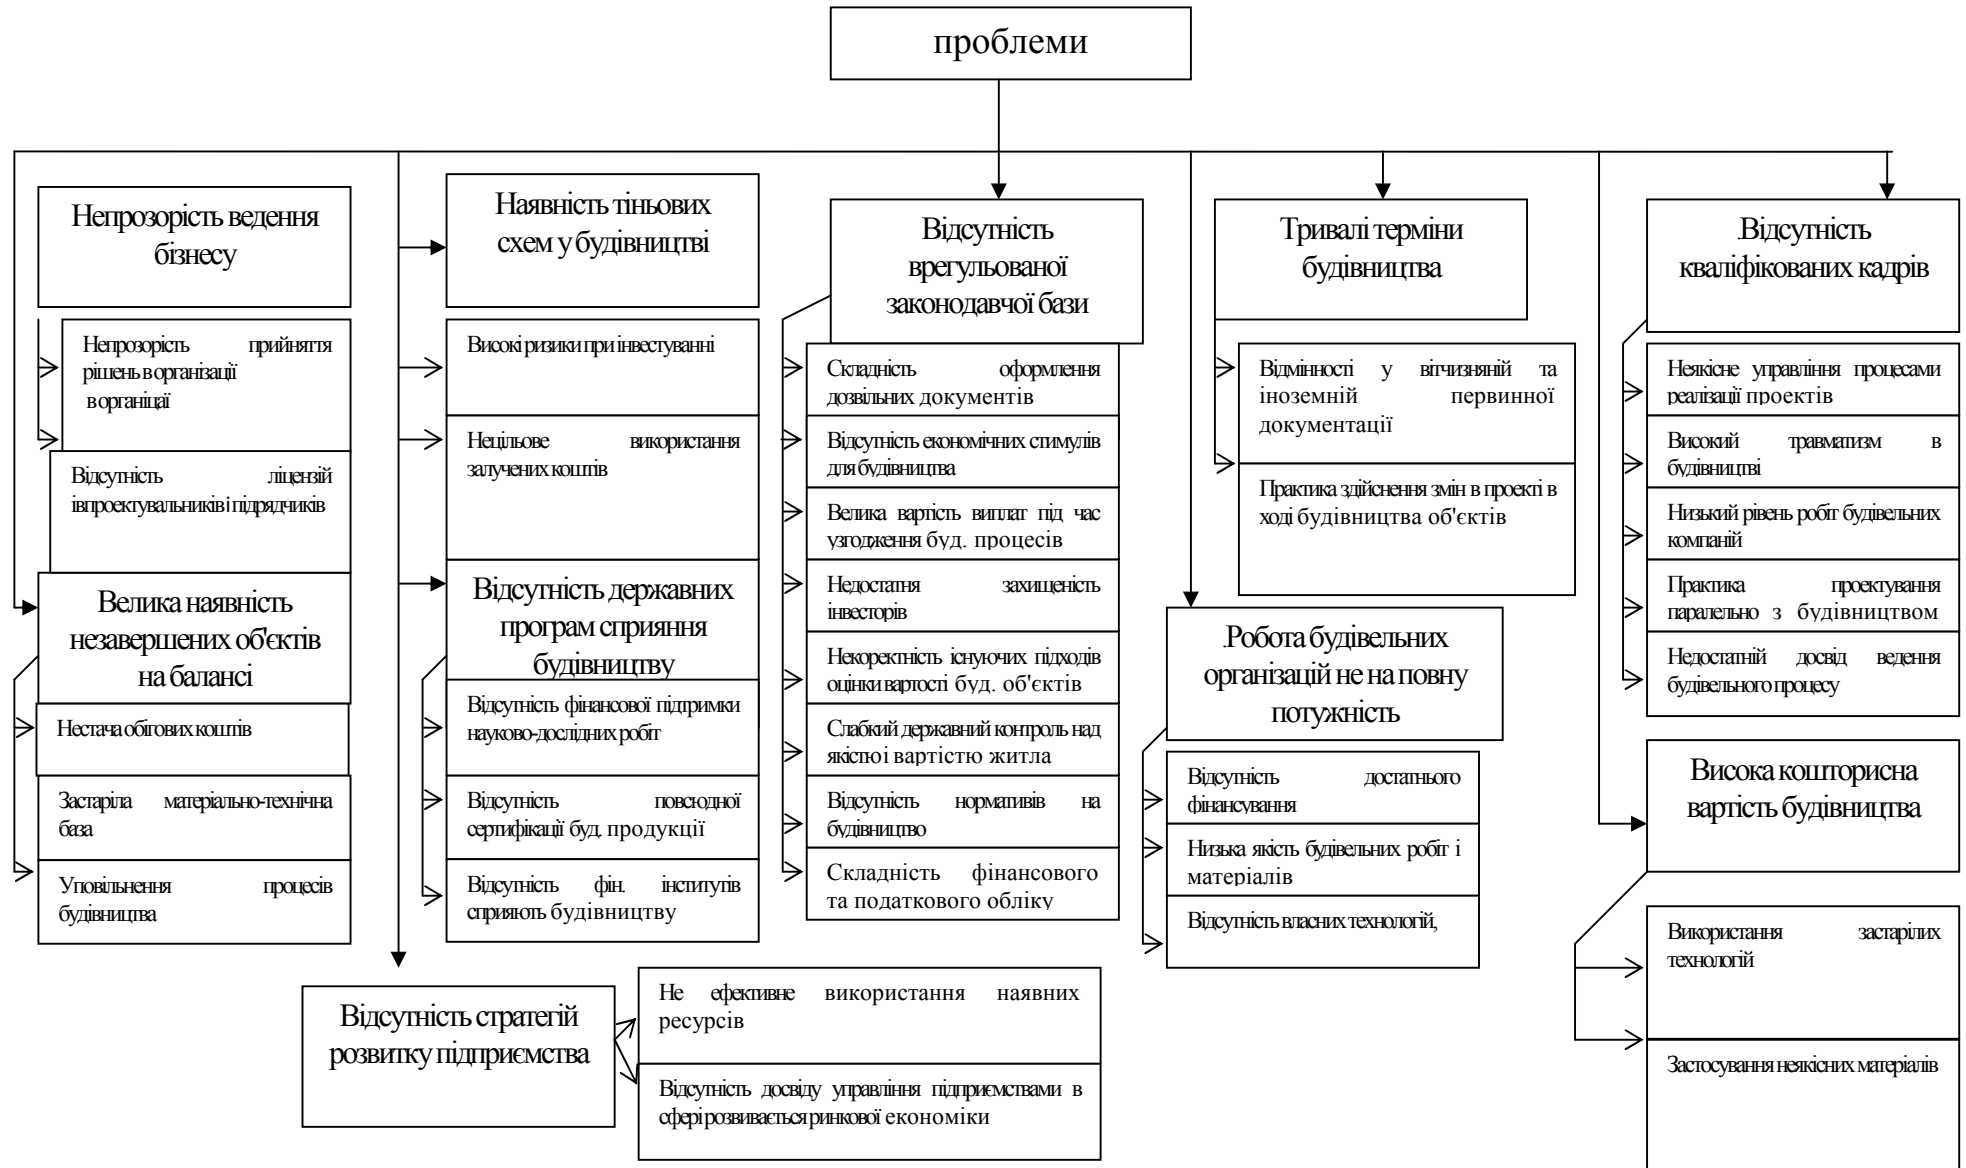 проблеми
Непрозорість ведення
бізнесу
Непрозорість прийняття
рішень в організації
в органіцаї
Відсутність ліцензій
івпроектувальників і підрядчиків
Велика наявність
незавершених об'єктів
на балансі
Нестача обігових коштів
Застаріла матеріально-технічна
база
Уповільнення процесів
будівництва
Наявність тіньових
схем у будівництві
Високі ризики при інвестуванні
Нецільове використання
залучених коштів
Відсутність державних
програм сприяння
будівництву
Відсутність фінансової підтримки
науково-дослідних робіт
Відсутність повсюдної
сертифікації буд. продукції
Відсутність фін. інститутів
сприяють будівництву
Відсутність стратегій
розвитку підприємства
Не ефективне використання наявних
ресурсів
Відсутність досвіду управління підприємствами в
сфері розвивається ринкової економіки
Відсутність
врегульованої
законодавчої бази
Складність оформлення
дозвільних документів
Відсутність економічних стимулів
для будівництва
Велика вартість виплат під час
узгодження буд. процесів
Недостатня захищеність
інвесторів
Некоректність існуючих підходів
оцінки вартості буд. об'єктів
Слабкий державний контроль над
якістю і вартістю житла
Відсутність нормативів на
будівництво
Складність фінансового
та податкового обліку
Тривалі терміни
будівництва
Відмінності у вітчизняній та
іноземній первинної
документації
Практика здійснення змін в проекті в
ході будівництва об'єктів
.Робота будівельних
організацій не на повну
потужність
Відсутність достатнього
фінансування
Низька якість будівельних робіт і
матеріалів
Відсутність власних технологій,
.Відсутність
кваліфікованих кадрів
Неякісне управління процесами
реалізації проектів
Високий травматизм в
будівництві
Низький рівень робіт будівельних
компаній
Практика проектування
паралельно з будівництвом
Недостатній досвід ведення
будівельного процесу
Висока кошторисна
вартість будівництва
Використання застарілих
технологій
Застосування неякісних матеріалів